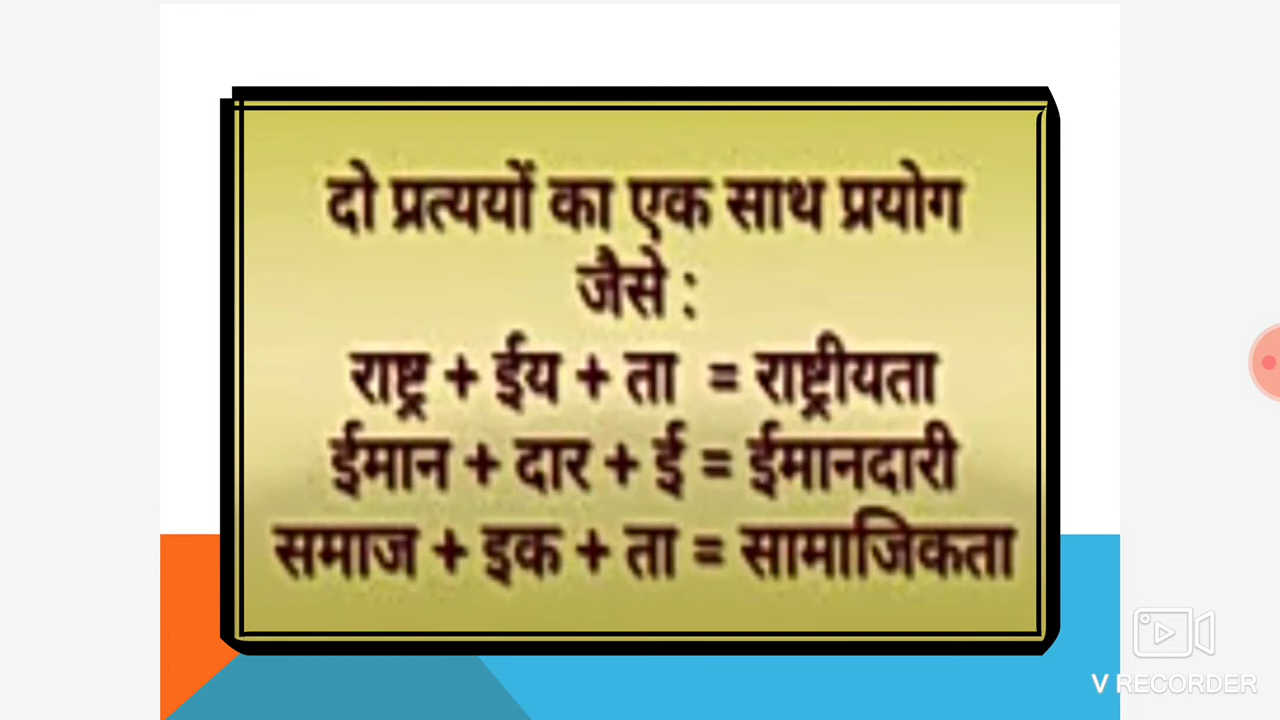 दो प्रत्ययों का एक साथ प्रयोग
जैसे :
राष्ट्र + ईय + ता = राष्ट्रीयता
ईमान + दार + ई = ईमानदारी
समाज + इक + ता = सामाजिकता
V RECORDER